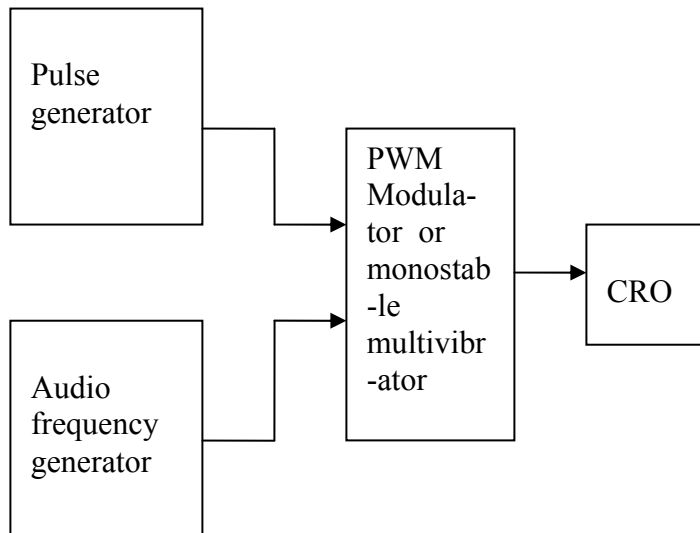 Pulse
generator
PWM
Modula-
tor or
monostab
-le
multivibr
-ator
CRO
Audio
frequency
generator